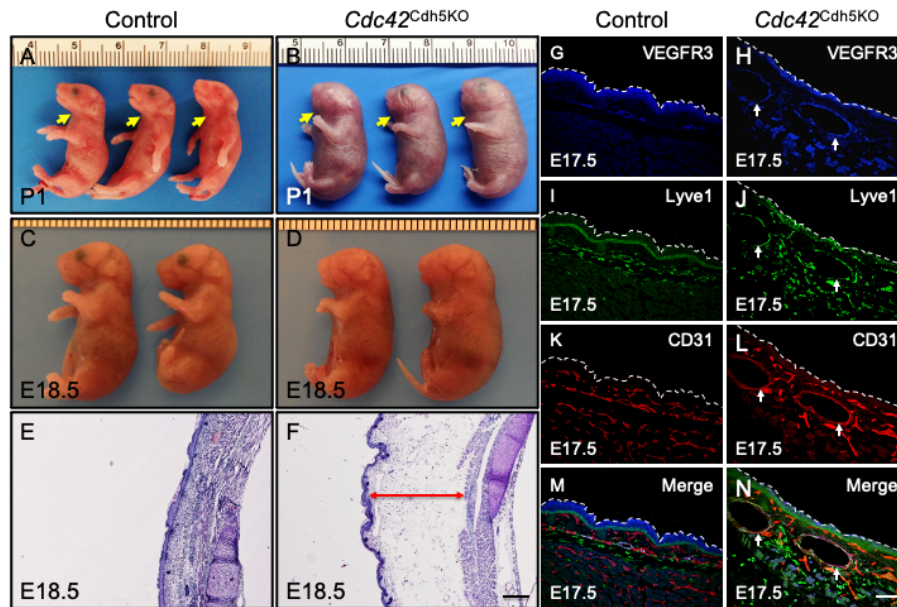 Control
Cdc42Cdh5KO
Control
Cdc42Cdh5KO
A
4
5
6
7
8
9
P1
B
5
6
7
8
9
10
P1
C
E18.5
D
E18.5
E
E18.5
F
E18.5
G
VEGFR3
E17.5
H
VEGFR3
E17.5
I
Lyve1
E17.5
J
Lyve1
E17.5
K
CD31
E17.5
L
CD31
E17.5
M
Merge
E17.5
N
Merge
E17.5